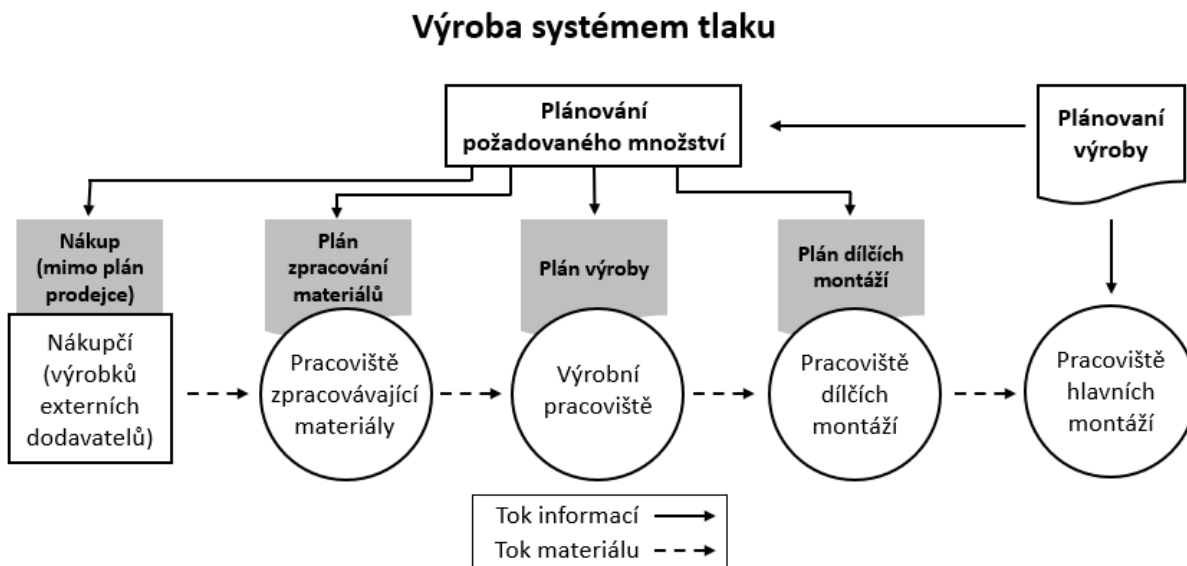 Výroba systémem tlaku
Plánování
požadovaného množství
Plánovaní
výroby
Nákup
(mimo plán
prodejce)
Plán
zpracování
materiálů
Plán výroby
Plán dílčích
montáží
Nákupčí
(výrobků
externích
dodavatelů)
Pracoviště
zpracovávající
materiály
Výrobní
pracoviště
Pracoviště
dílčích
montáží
Pracoviště
hlavních
montáží
Tok informací
Tok materiálu